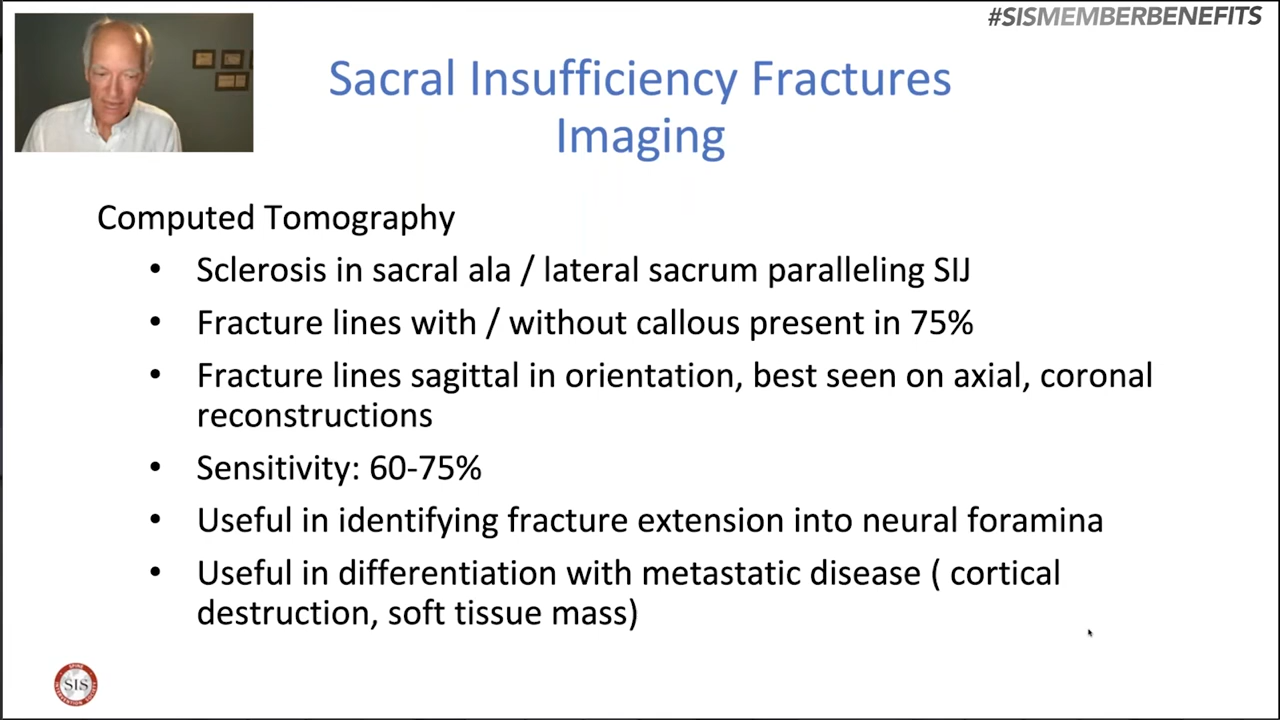 #SISMEMBERBENEFITS
Sacral Insufficiency Fractures
Imaging
Computed Tomography
• Sclerosis in sacral ala / lateral sacrum paralleling SIJ
• Fracture lines with / without callous present in 75%
• Fracture lines sagittal in orientation, best seen on axial, coronal
reconstructions
• Sensitivity: 60-75%
• Useful in identifying fracture extension into neural foramina
• Useful in differentiation with metastatic disease ( cortical
destruction, soft tissue mass)
SPINE
SIS
INTERVENTION SOCIETY